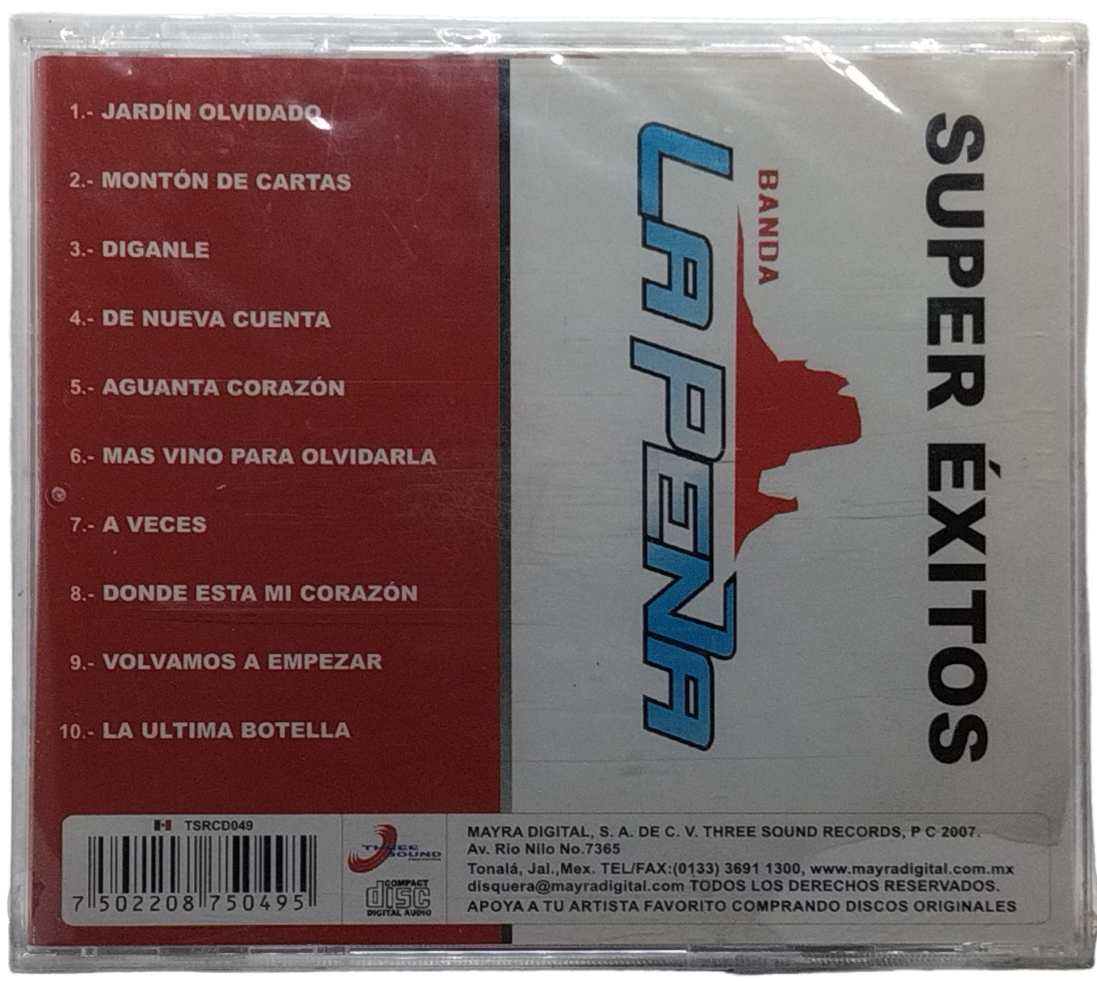 1.- JARDÍN OLVIDADO
2.- MONTÓN DE CARTAS
3.- DIGANLE
4.- DE NUEVA CUENTA
5.- AGUANTA CORAZÓN
6.- MAS VINO PARA OLVIDARLA
7.- A VECES
8.- DONDE ESTA MI CORAZÓN
9.- VOLVAMOS A EMPEZAR
10.- LA ULTIMA BOTELLA
SUPER ÉXITOS
BANDA
LA PEÑA
TSRCD049
7 502208 750495
THREE
SOUND
COMPACT
disc
DIGITAL AUDIO
MAYRA DIGITAL, S. A. DE C. V. THREE SOUND RECORDS, P C 2007.
Av. Rio Nilo No.7365
Tonalá, Jal.,Mex. TEL/FAX:(0133) 3691 1300, www.mayradigital.com.mx
disquera@mayradigital.com TODOS LOS DERECHOS RESERVADOS.
APOYA A TU ARTISTA FAVORITO COMPRANDO DISCOS ORIGINALES